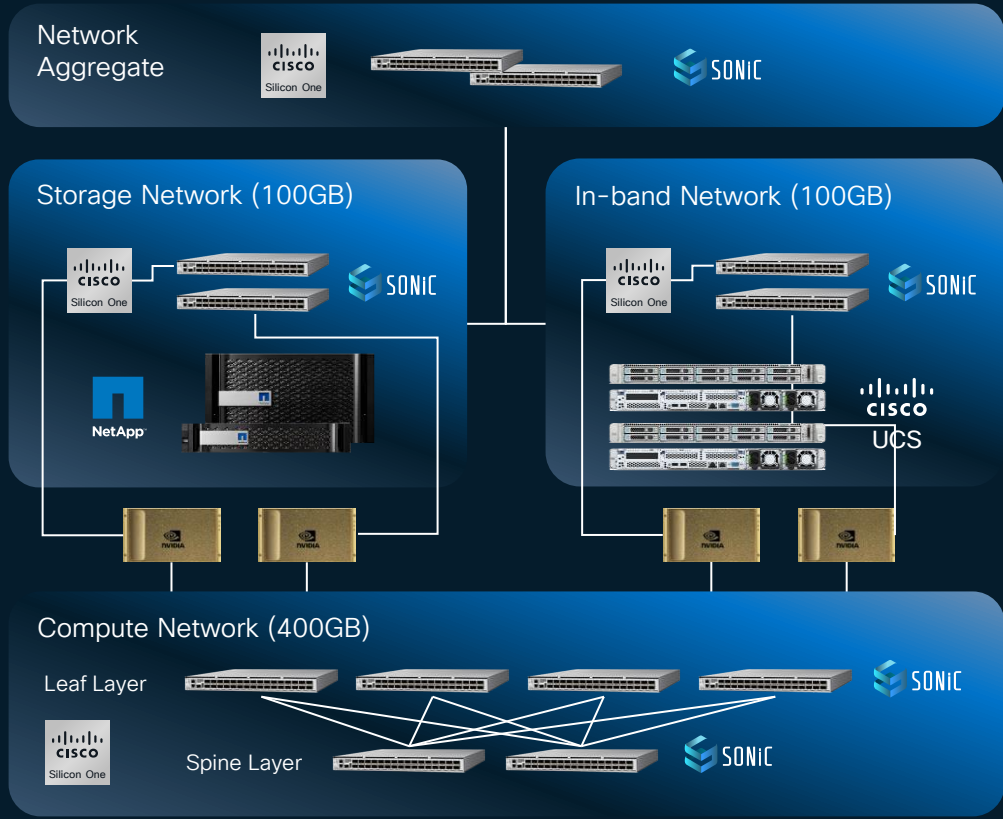 Network
Aggregate
CISCO
Silicon One
SONiC
Storage Network (100GB)
CISCO
Silicon One
SONiC
NetApp
In-band Network (100GB)
CISCO
Silicon One
SONiC
CISCO
UCS
NVIDIA
NVIDIA
NVIDIA
NVIDIA
Compute Network (400GB)
Leaf Layer
SONiC
CISCO
Silicon One
Spine Layer
SONiC